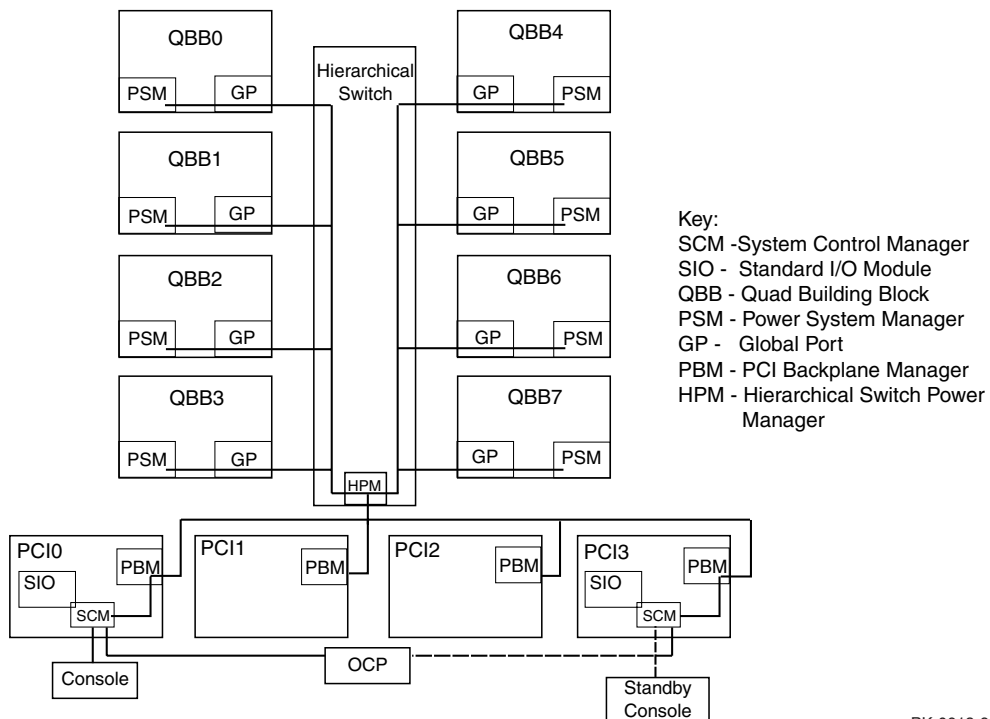 QBB0
PSM GP
QBB1
PSM GP
QBB2
PSM GP
QBB3
PSM GP
Hierarchical
Switch
HPM
QBB4
GP PSM
QBB5
GP PSM
QBB6
GP PSM
QBB7
GP PSM
Key:
SCM -System Control Manager
SIO - Standard I/O Module
QBB - Quad Building Block
PSM - Power System Manager
GP - Global Port
PBM - PCI Backplane Manager
HPM - Hierarchical Switch Power
Manager
PCI0
PBM
SIO
SCM
PCI1
PBM
PCI2
PBM
PCI3
PBM
SIO
SCM
Console
OCP
Standby
Console